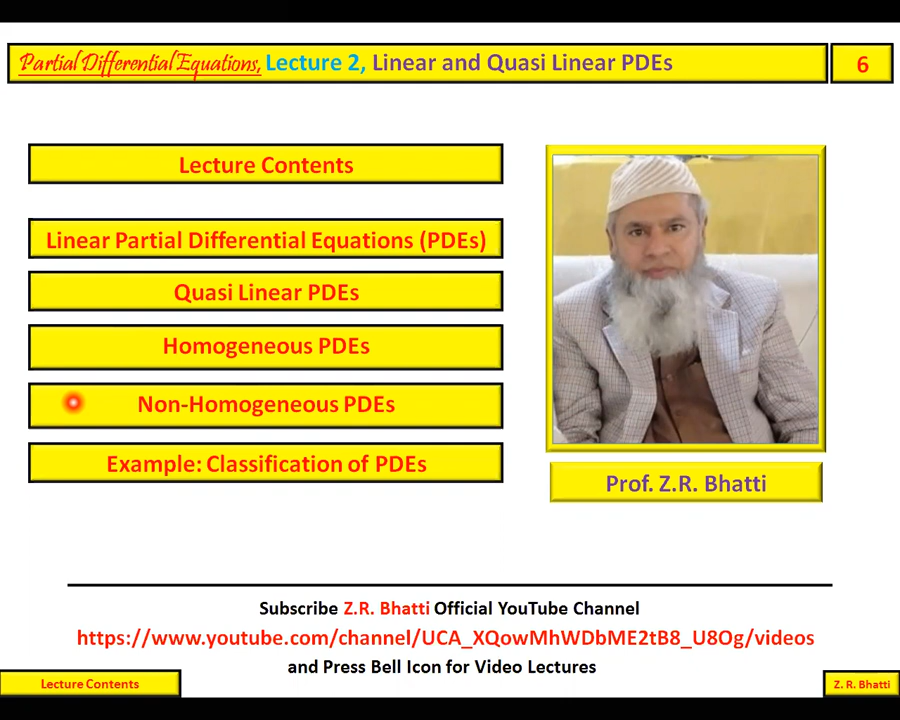 Partial Differential Equations, Lecture 2, Linear and Quasi Linear PDEs
6
Lecture Contents
Linear Partial Differential Equations (PDEs)
Quasi Linear PDEs
Homogeneous PDEs
Non-Homogeneous PDEs
Example: Classification of PDEs
Prof. Z.R. Bhatti
Subscribe Z.R. Bhatti Official YouTube Channel
https://www.youtube.com/channel/UCA_XQowMhWDbME2tB8_U8Og/videos
and Press Bell Icon for Video Lectures
Lecture Contents
Z. R. Bhatti